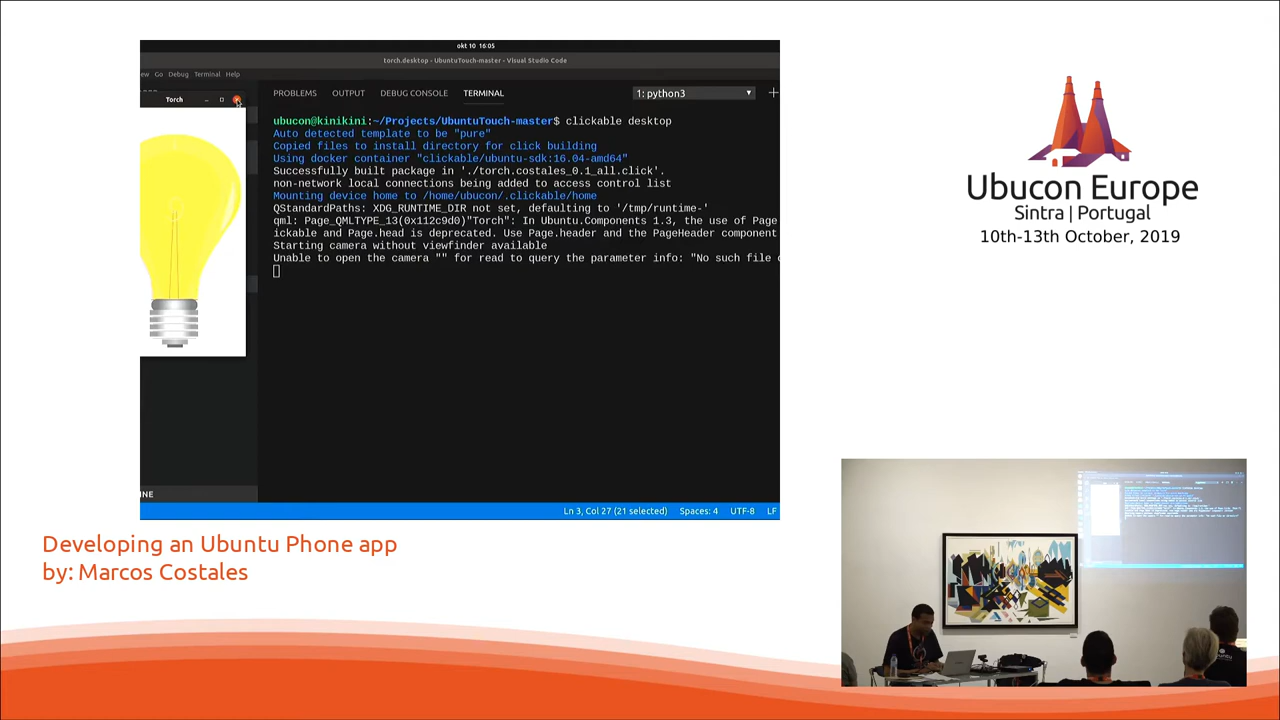 okt 10 16:05
torch.desktop - UbuntuTouch-master - Visual Studio Code
ew Go Debug Terminal Help
Torch
PROBLEMS OUTPUT DEBUG CONSOLE TERMINAL 1: python3
ubucon@kinikini:~/Projects/UbuntuTouch-master$ clickable desktop
Auto detected template to be "pure"
Copied files to install directory for click building
Using docker container "clickable/ubuntu-sdk:16.04-amd64"
Successfully built package in './torch.costales_0.1_all.click'.
non-network local connections being added to access control list
Mounting device home to /home/ubucon/.clickable/home
QStandardPaths: XDG_RUNTIME_DIR not set, defaulting to '/tmp/runtime-'
qml: Page_QMLTYPE_13(0x112c9d0)"Torch": In Ubuntu.Components 1.3, the use of Page
ickable and Page.head is deprecated. Use Page.header and the PageHeader component
Starting camera without viewfinder available
Unable to open the camera "" for read to query the parameter info: "No such file
INE
Ln 3, Col 27 (21 selected) Spaces: 4 UTF-8 LF
Ubucon Europe
Sintra | Portugal
10th-13th October, 2019
Developing an Ubuntu Phone app
by: Marcos Costales